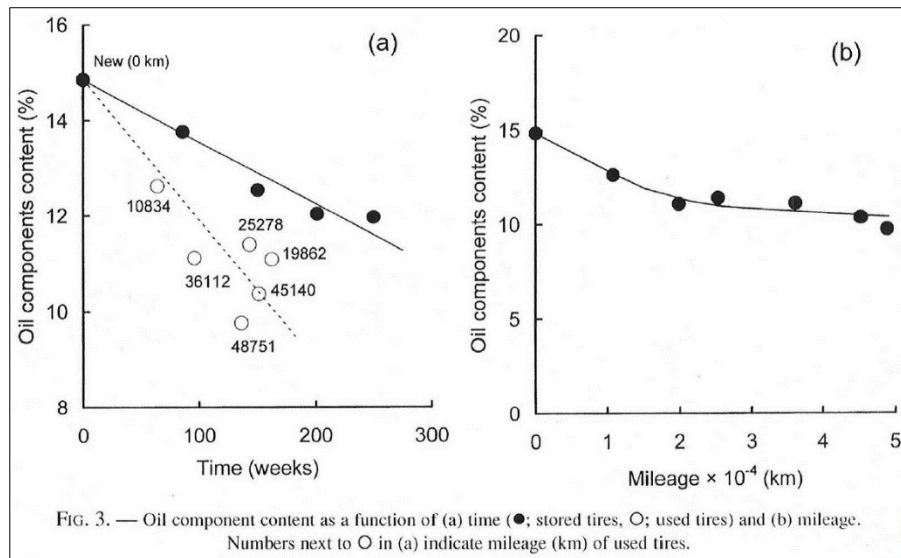 16
14
12
10
8
Oil components content (%)
New (0 km)
(a)
10834
25278
19862
36112
45140
48751
0
100
200
300
Time (weeks)
20
15
10
5
0
Oil components content (%)
(b)
0
1
2
3
4
5
Mileage × 10⁻⁴ (km)
FIG. 3. — Oil component content as a function of (a) time (●; stored tires, ○; used tires) and (b) mileage.
Numbers next to ○ in (a) indicate mileage (km) of used tires.